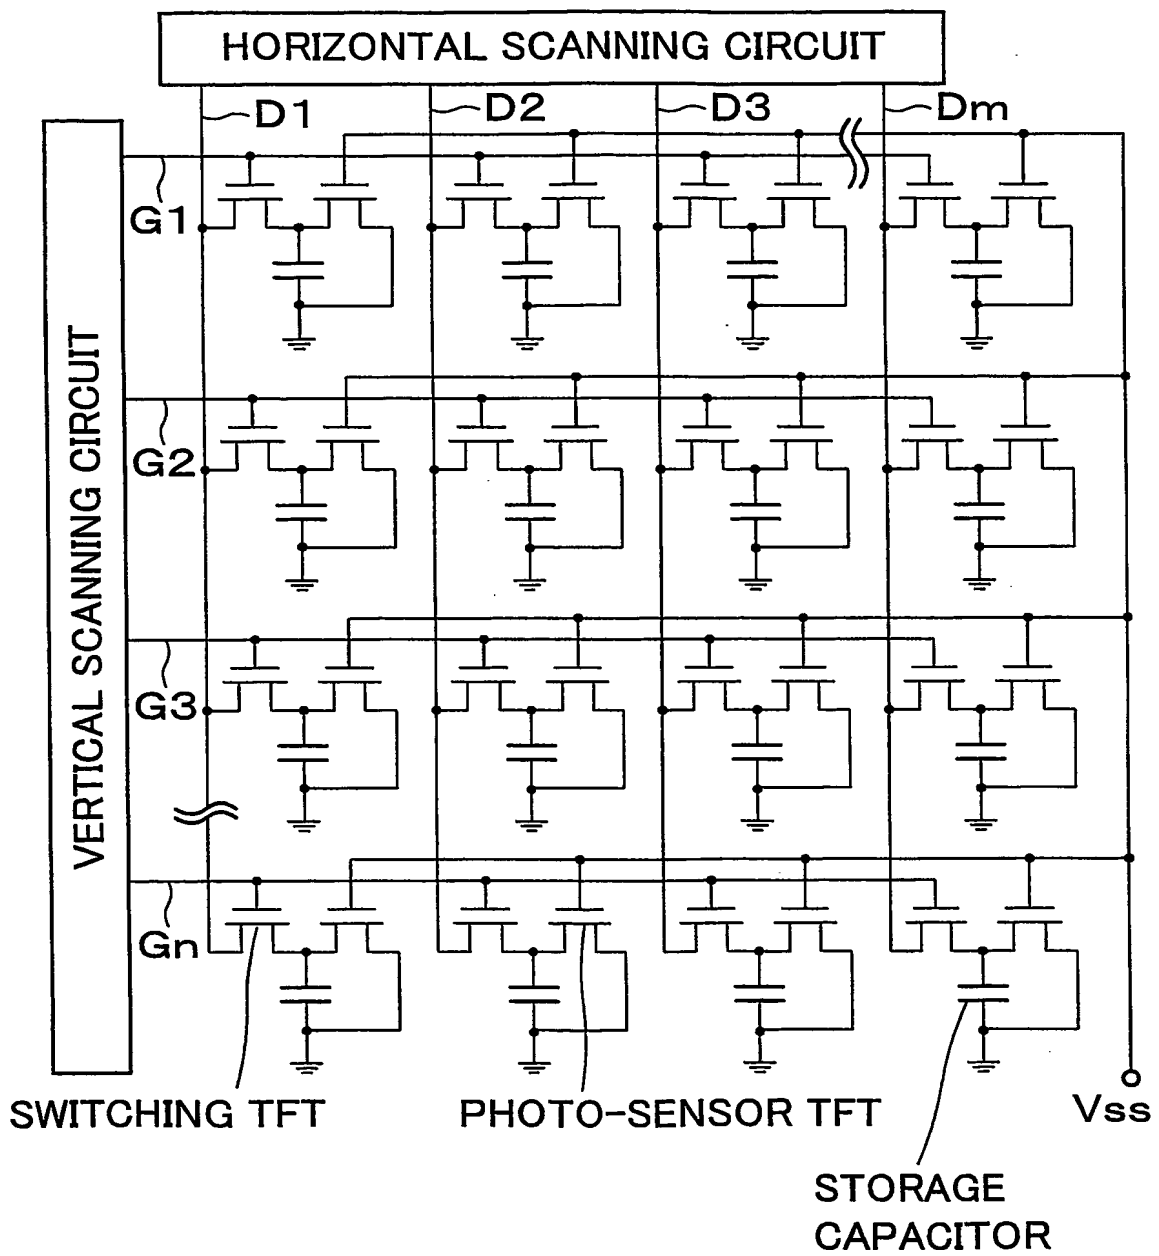 HORIZONTAL SCANNING CIRCUIT
D1
D2
D3
Dm
G1
G2
G3
Gn
VERTICAL SCANNING CIRCUIT
SWITCHING TFT
PHOTO-SENSOR TFT
Vss
STORAGE
CAPACITOR